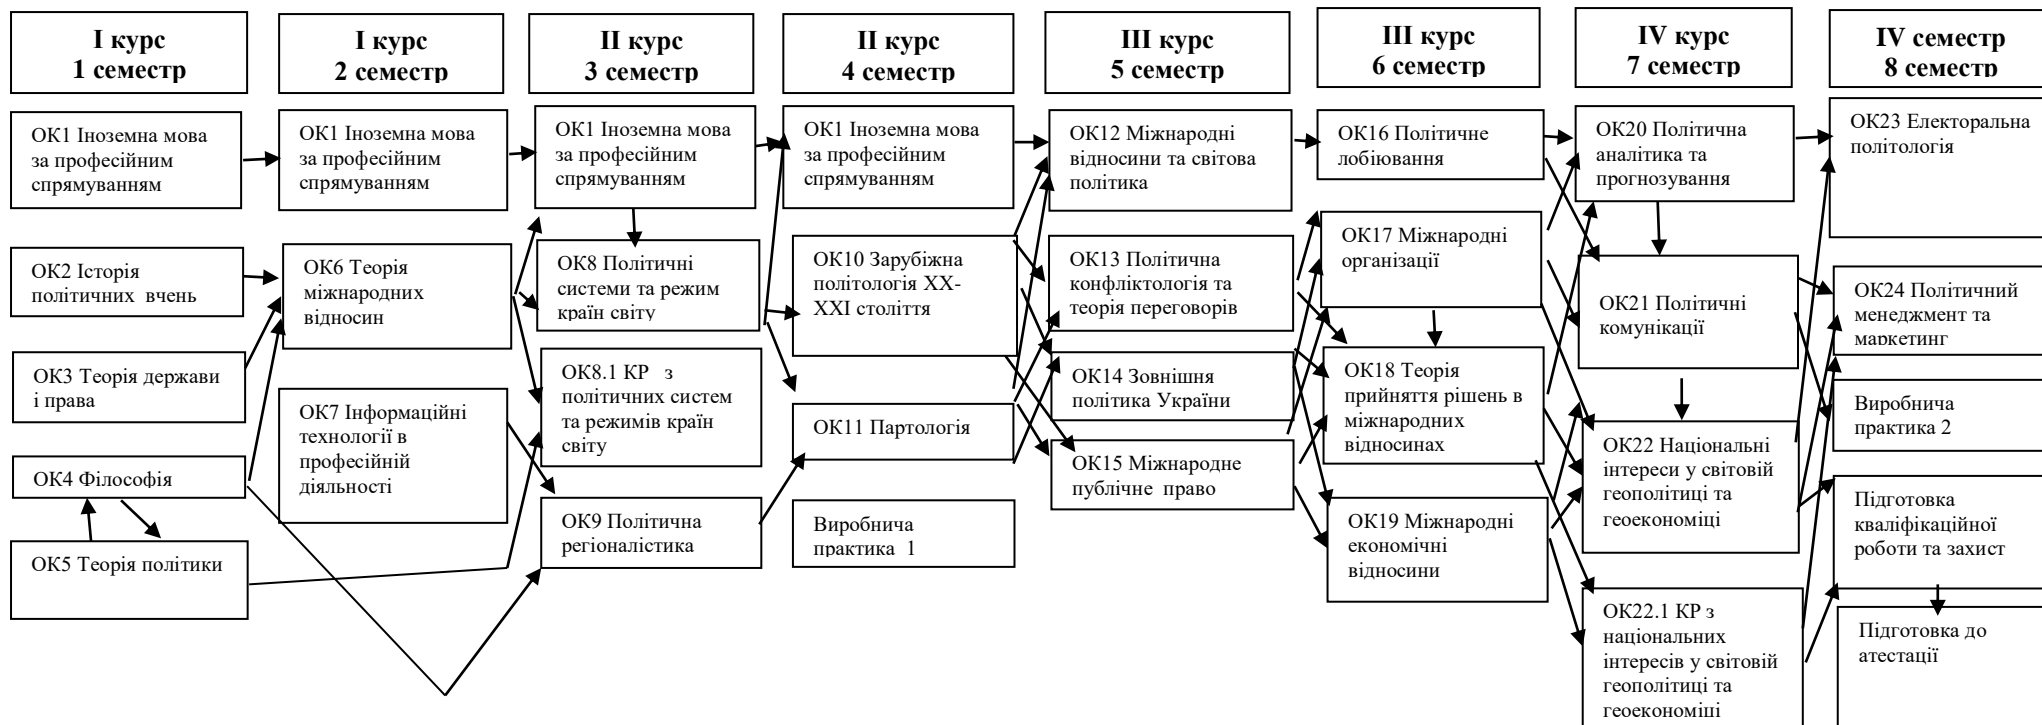 I курс
1 семестр
I курс
2 семестр
II курс
3 семестр
II курс
4 семестр
III курс
5 семестр
III курс
6 семестр
IV курс
7 семестр
IV семестр
8 семестр
ОК1 Іноземна мова
за професійним
спрямуванням
ОК2 Історія
політичних вчень
ОК3 Теорія держави
і права
ОК4 Філософія
ОК5 Теорія політики
ОК1 Іноземна мова
за професійним
спрямуванням
ОК6 Теорія
міжнародних
відносин
ОК7 Інформаційні
технології в
професійній
діяльності
ОК1 Іноземна мова
за професійним
спрямуванням
ОК8 Політичні
системи та режим
країн світу
ОК8.1 КР з
політичних систем
та режимів країн
світу
ОК9 Політична
регіоналістика
ОК1 Іноземна мова
за професійним
спрямуванням
ОК10 Зарубіжна
політологія ХХ-
ХХІ століття
ОК11 Партологія
Виробнича
практика 1
ОК12 Міжнародні
відносини та світова
політика
ОК13 Політична
конфліктологія та
теорія переговорів
ОК14 Зовнішня
політика України
ОК15 Міжнародне
публічне право
ОК16 Політичне
лобіювання
ОК17 Міжнародні
організації
ОК18 Теорія
прийняття рішень в
міжнародних
відносинах
ОК19 Міжнародні
економічні
відносини
ОК20 Політична
аналітика та
прогнозування
ОК21 Політичні
комунікації
ОК22 Національні
інтереси у світовій
геополітиці та
геоекономіці
ОК22.1 КР з
національних
інтересів у світовій
геополітиці та
геоекономіці
ОК23 Електоральна
політологія
ОК24 Політичний
менеджмент та
маркетинг
Виробнича
практика 2
Підготовка
кваліфікаційної
роботи та захист
Підготовка до
атестації